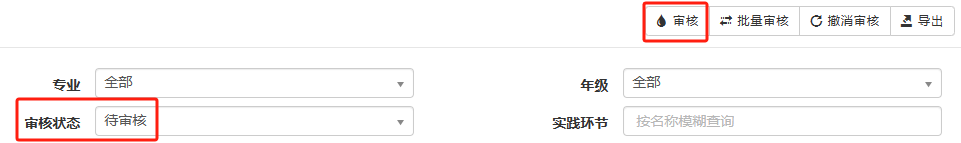 审核 批量审核 撤消审核 导出
专业 全部 年级 全部
审核状态 待审核 实践环节 按名称模糊查询